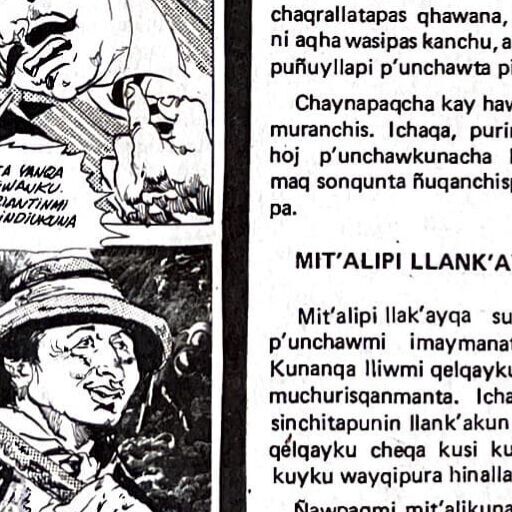 TA YANQA
WANKU.
RIANTINMI
INDIUKUNA
chaqrallatapas qhawana,
ni aqha wasipas kanchu, a
puñuyllapi p'unchawta pi
Chaynapaqcha kay haw
muranchis. Ichaqa, purin
hoj p'unchawkunacha
maq sonqunta ñuqanchisp
pa.
MIT'ALIPI LLANK'A
Mit'alipi llak'ayqa su
p'unchawmi imaymanat
Kunanqa lliwmi qelqayku
muchurisqanmanta. Icha
sinchitapunin llank'akun
qélqayku cheqa kusi ku
kuyku wayqipura hinalla
Ñawpaqmi mit'alikuna